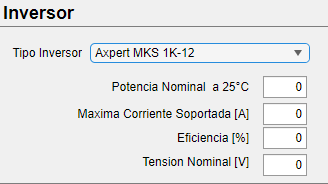 Inversor
Tipo Inversor Axpert MKS 1K-12
Potencia Nominal a 25°C 0
Maxima Corriente Soportada [A] 0
Eficiencia [%] 0
Tension Nominal [V] 0